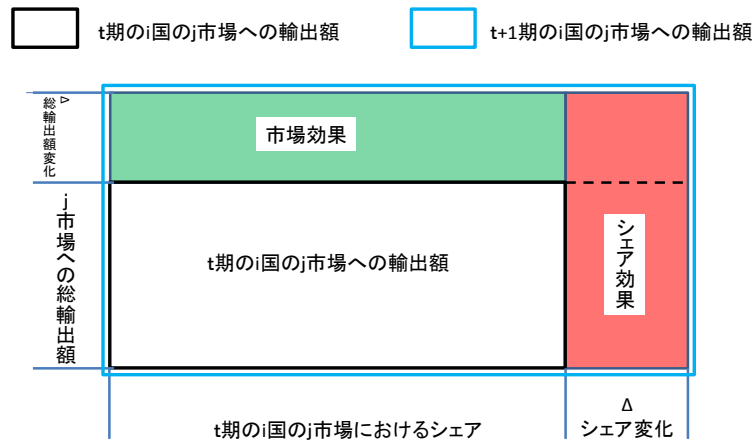 t期のi国のj市場への輸出額
t+1期のi国のj市場への輸出額
Δ
総輸出額変化
市場効果
j市場への総輸出額
t期のi国のj市場への輸出額
シェア効果
t期のi国のj市場におけるシェア
Δ
シェア変化